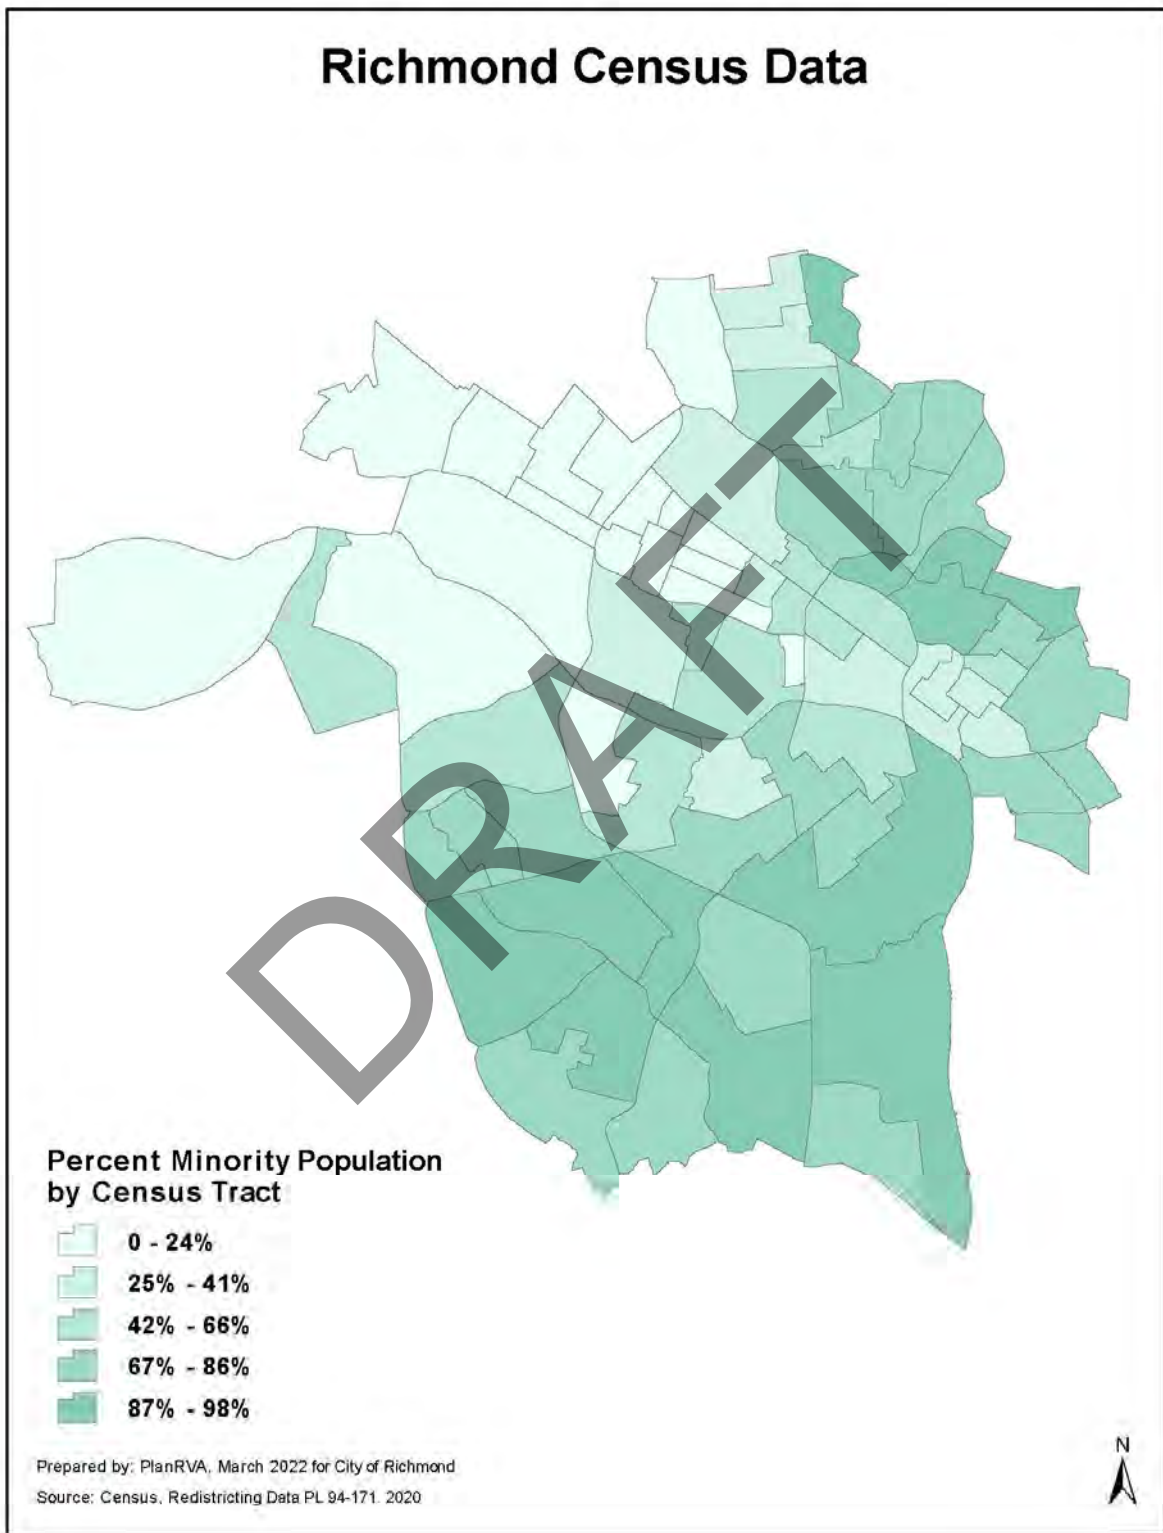 Richmond Census Data
DRAFT
Percent Minority Population
by Census Tract
0 - 24%
25% - 41%
42% - 66%
67% - 86%
87% - 98%
Prepared by: PlanRVA, March 2022 for City of Richmond
Source: Census, Redistricting Data PL 94-171. 2020
N